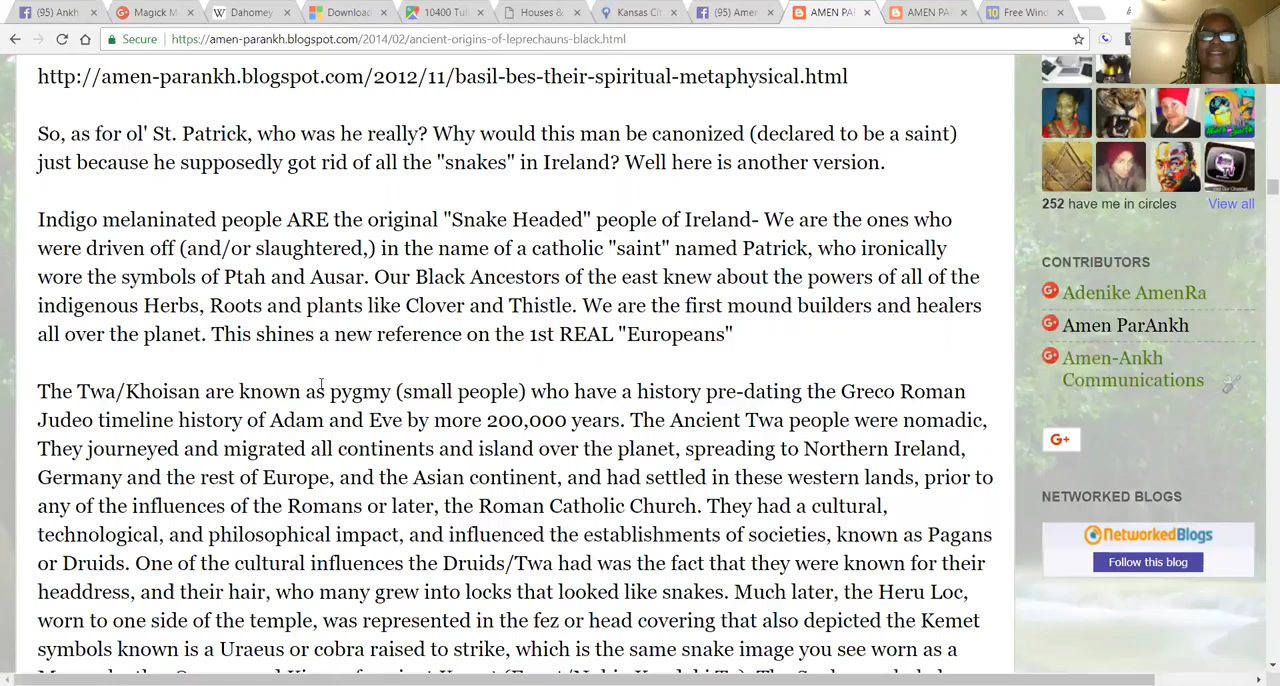 (95) Ankh
Magick M
Dahomey
Download
10400 Tul
Houses &
Kansas Ci
(95) Amer
AMEN PA
AMEN PA
Free Win
Secure https://amen-parankh.blogspot.com/2014/02/ancient-origins-of-leprechauns-black.html
http://amen-parankh.blogspot.com/2012/11/basil-bes-their-spiritual-metaphysical.html
So, as for ol' St. Patrick, who was he really? Why would this man be canonized (declared to be a saint)
just because he supposedly got rid of all the "snakes" in Ireland? Well here is another version.
Indigo melaninated people ARE the original "Snake Headed" people of Ireland- We are the ones who
were driven off (and/or slaughtered,) in the name of a catholic "saint" named Patrick, who ironically
wore the symbols of Ptah and Ausar. Our Black Ancestors of the east knew about the powers of all of the
indigenous Herbs, Roots and plants like Clover and Thistle. We are the first mound builders and healers
all over the planet. This shines a new reference on the 1st REAL "Europeans"
The Twa/Khoisan are known as pygmy (small people) who have a history pre-dating the Greco Roman
Judeo timeline history of Adam and Eve by more 200,000 years. The Ancient Twa people were nomadic,
They journeyed and migrated all continents and island over the planet, spreading to Northern Ireland,
Germany and the rest of Europe, and the Asian continent, and had settled in these western lands, prior to
any of the influences of the Romans or later, the Roman Catholic Church. They had a cultural,
technological, and philosophical impact, and influenced the establishments of societies, known as Pagans
or Druids. One of the cultural influences the Druids/Twa had was the fact that they were known for their
headdress, and their hair, who many grew into locks that looked like snakes. Much later, the Heru Loc,
worn to one side of the temple, was represented in the fez or head covering that also depicted the Kemet
symbols known is a Uraeus or cobra raised to strike, which is the same snake image you see worn as a
252 have me in circles
View all
CONTRIBUTORS
Adenike AmenRa
Amen ParAnkh
Amen-Ankh
Communications
G+
NETWORKED BLOGS
NetworkedBlogs
Follow this blog